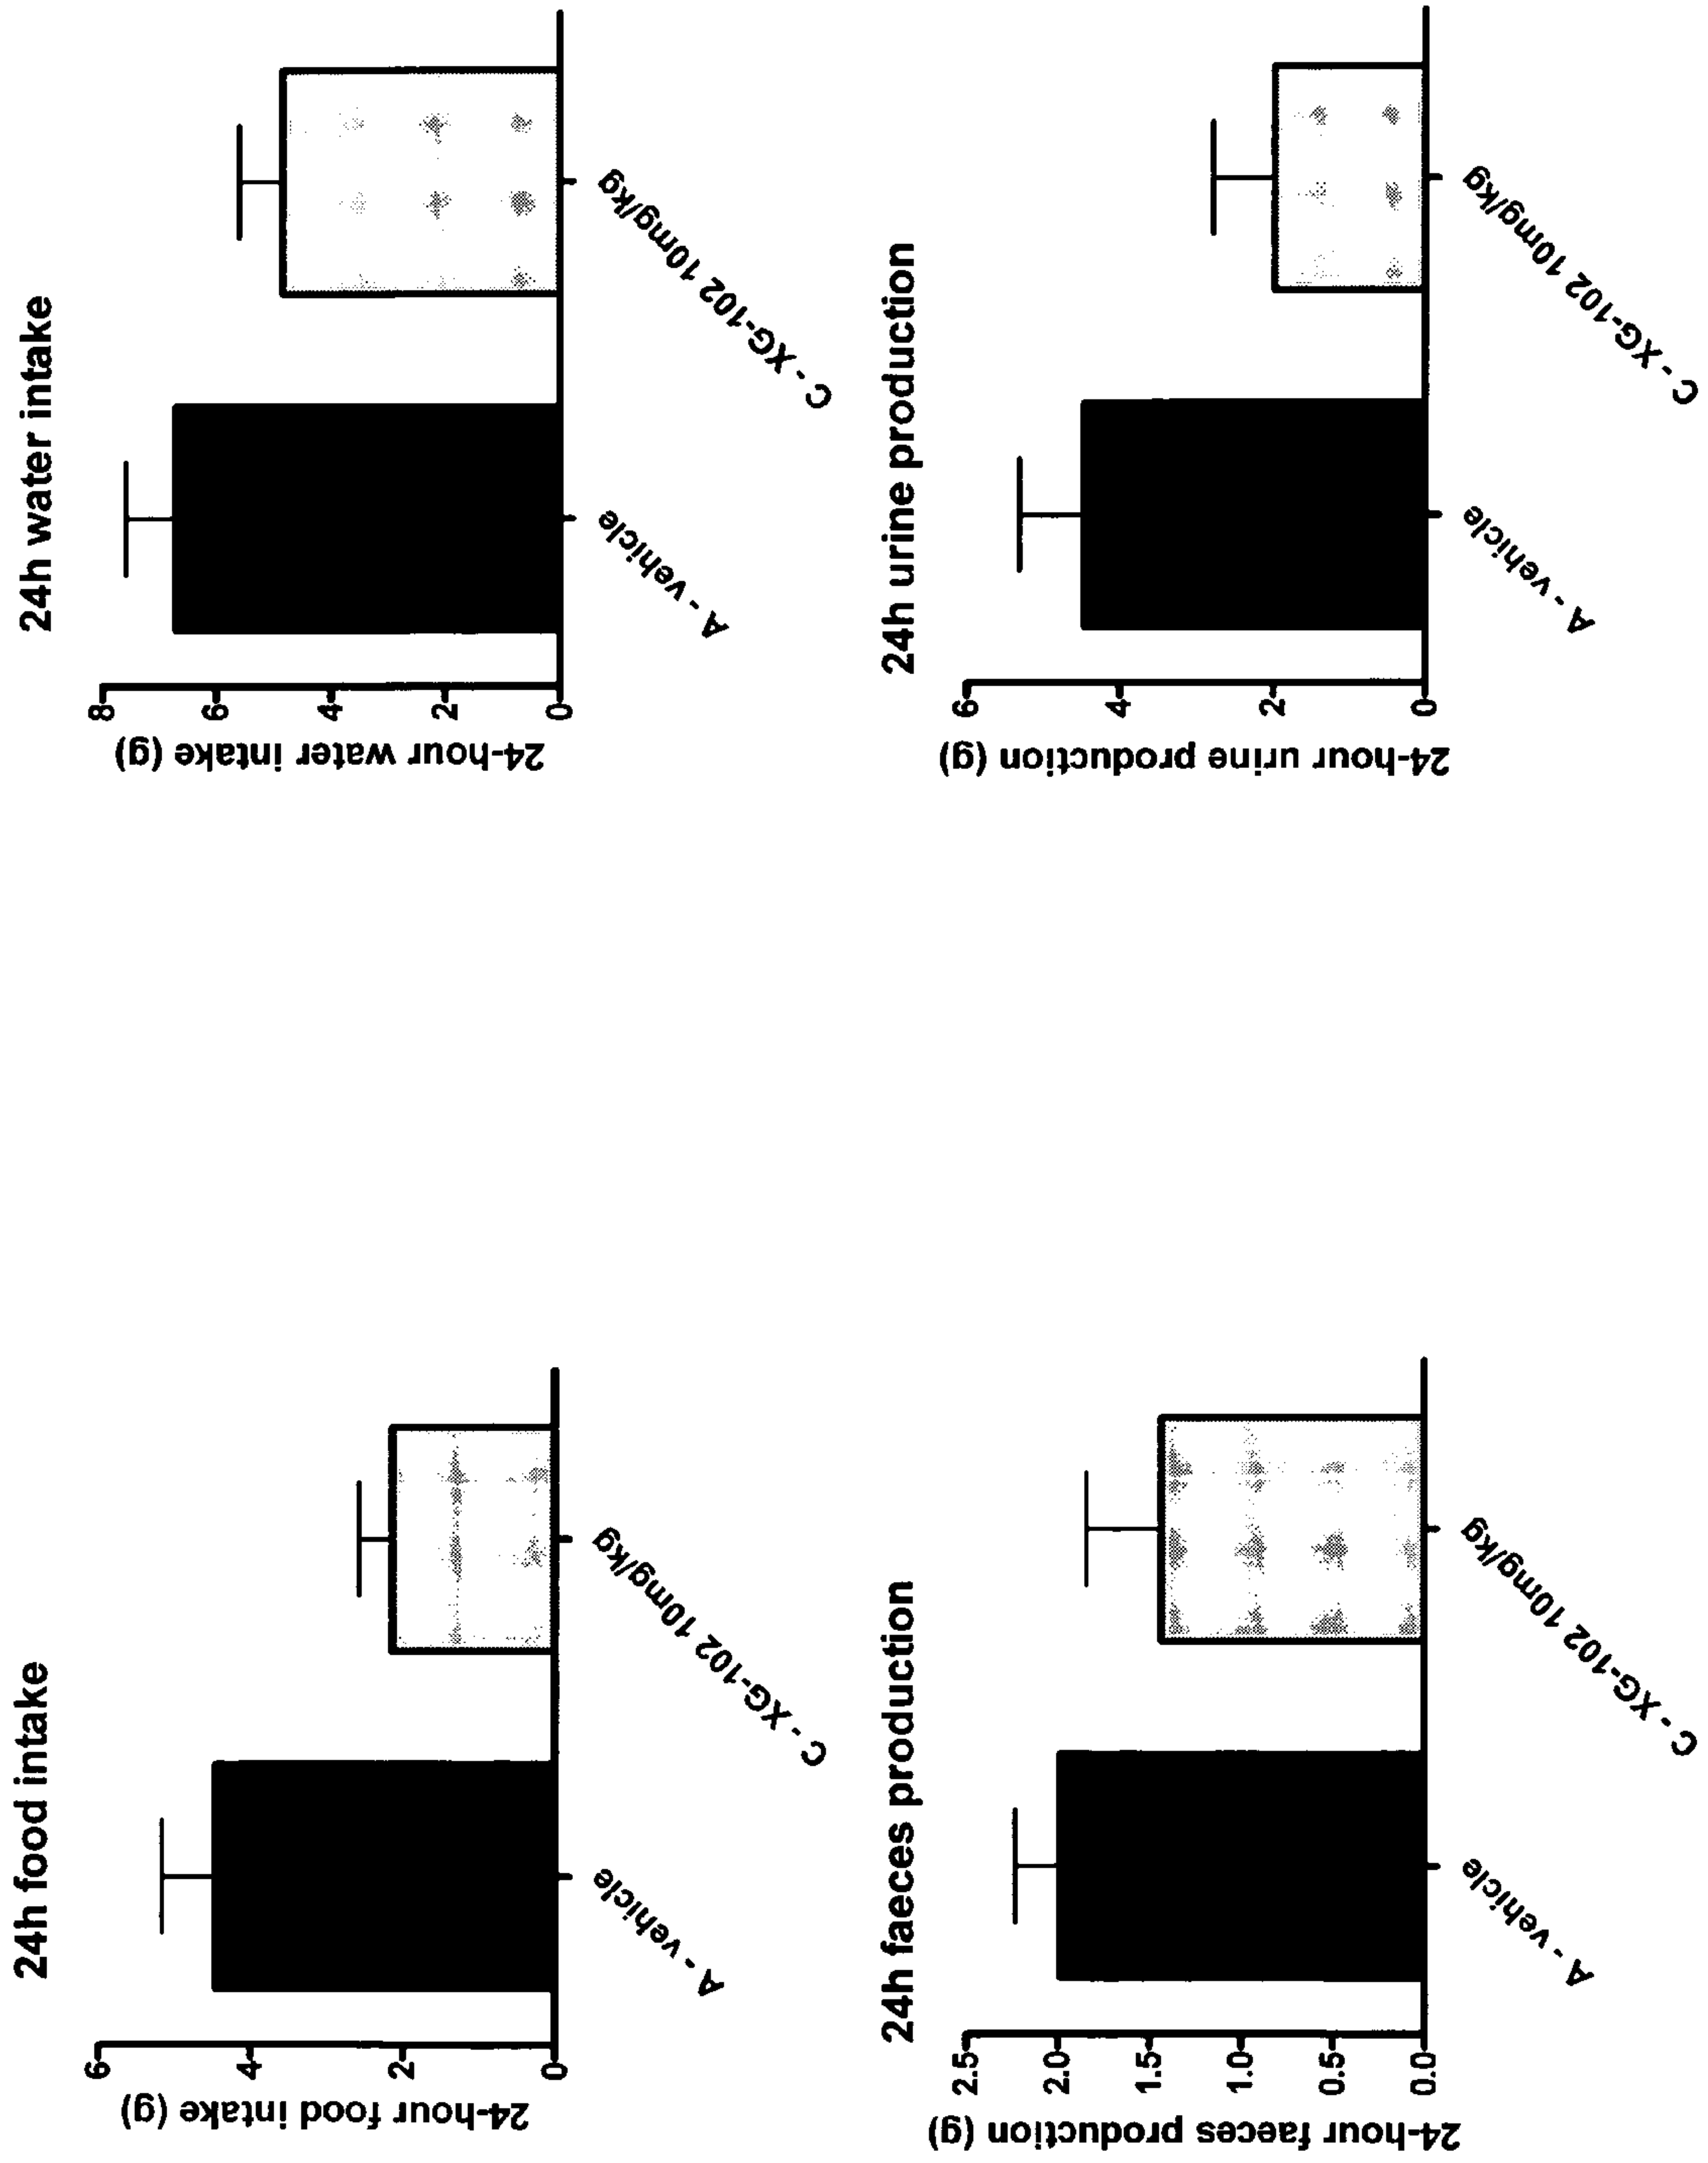 24h food intake
24-hour food intake (g)
6
4
2
0
A - vehicle
C - XG-102 10mg/kg
24h water intake
24-hour water intake (g)
8
6
4
2
0
A - vehicle
C - XG-102 10mg/kg
24h faeces production
24-hour faeces production (g)
2.5
2.0
1.5
1.0
0.5
0.0
A - vehicle
C - XG-102 10mg/kg
24h urine production
24-hour urine production (g)
6
4
2
0
A - vehicle
C - XG-102 10mg/kg